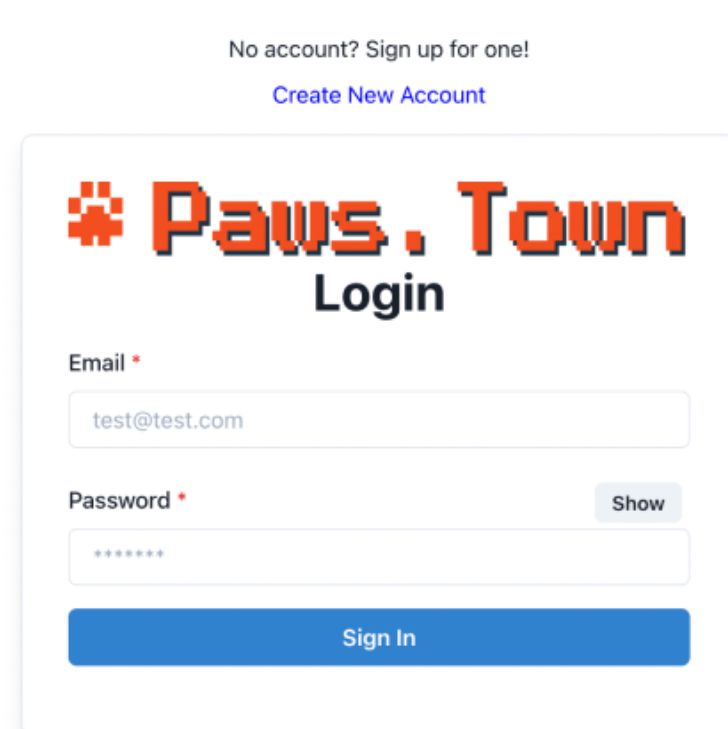 No account? Sign up for one!
Create New Account
Paws.Town
Login
Email *
test@test.com
Password *
Show
*******
Sign In